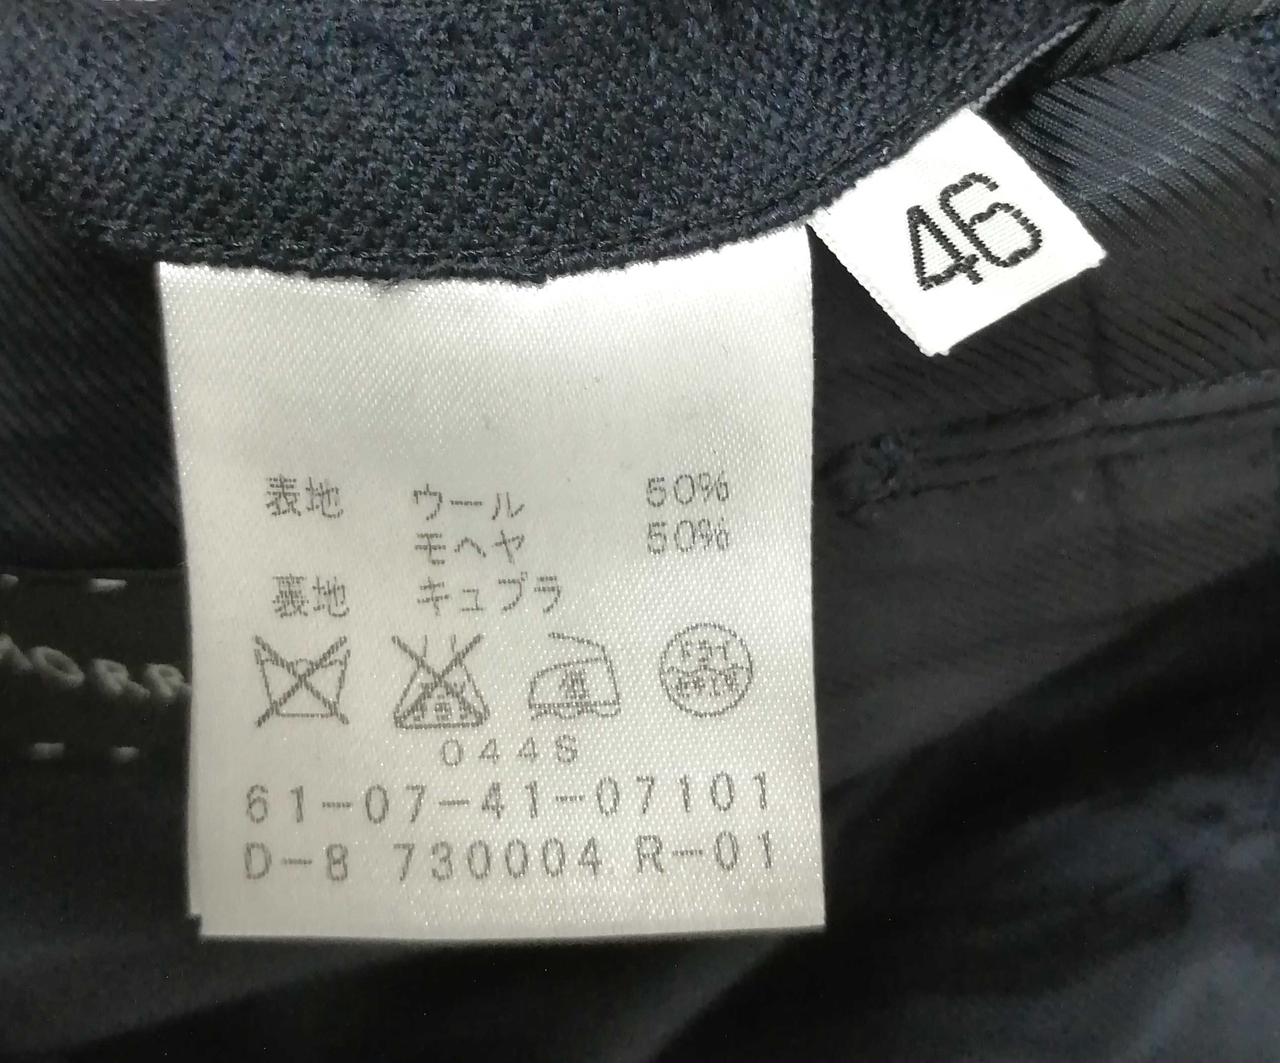 46
表地 ウール 50%
モヘヤ 50%
裏地 キュプラ
044S
61-07-41-07101
D-8 730004 R-01